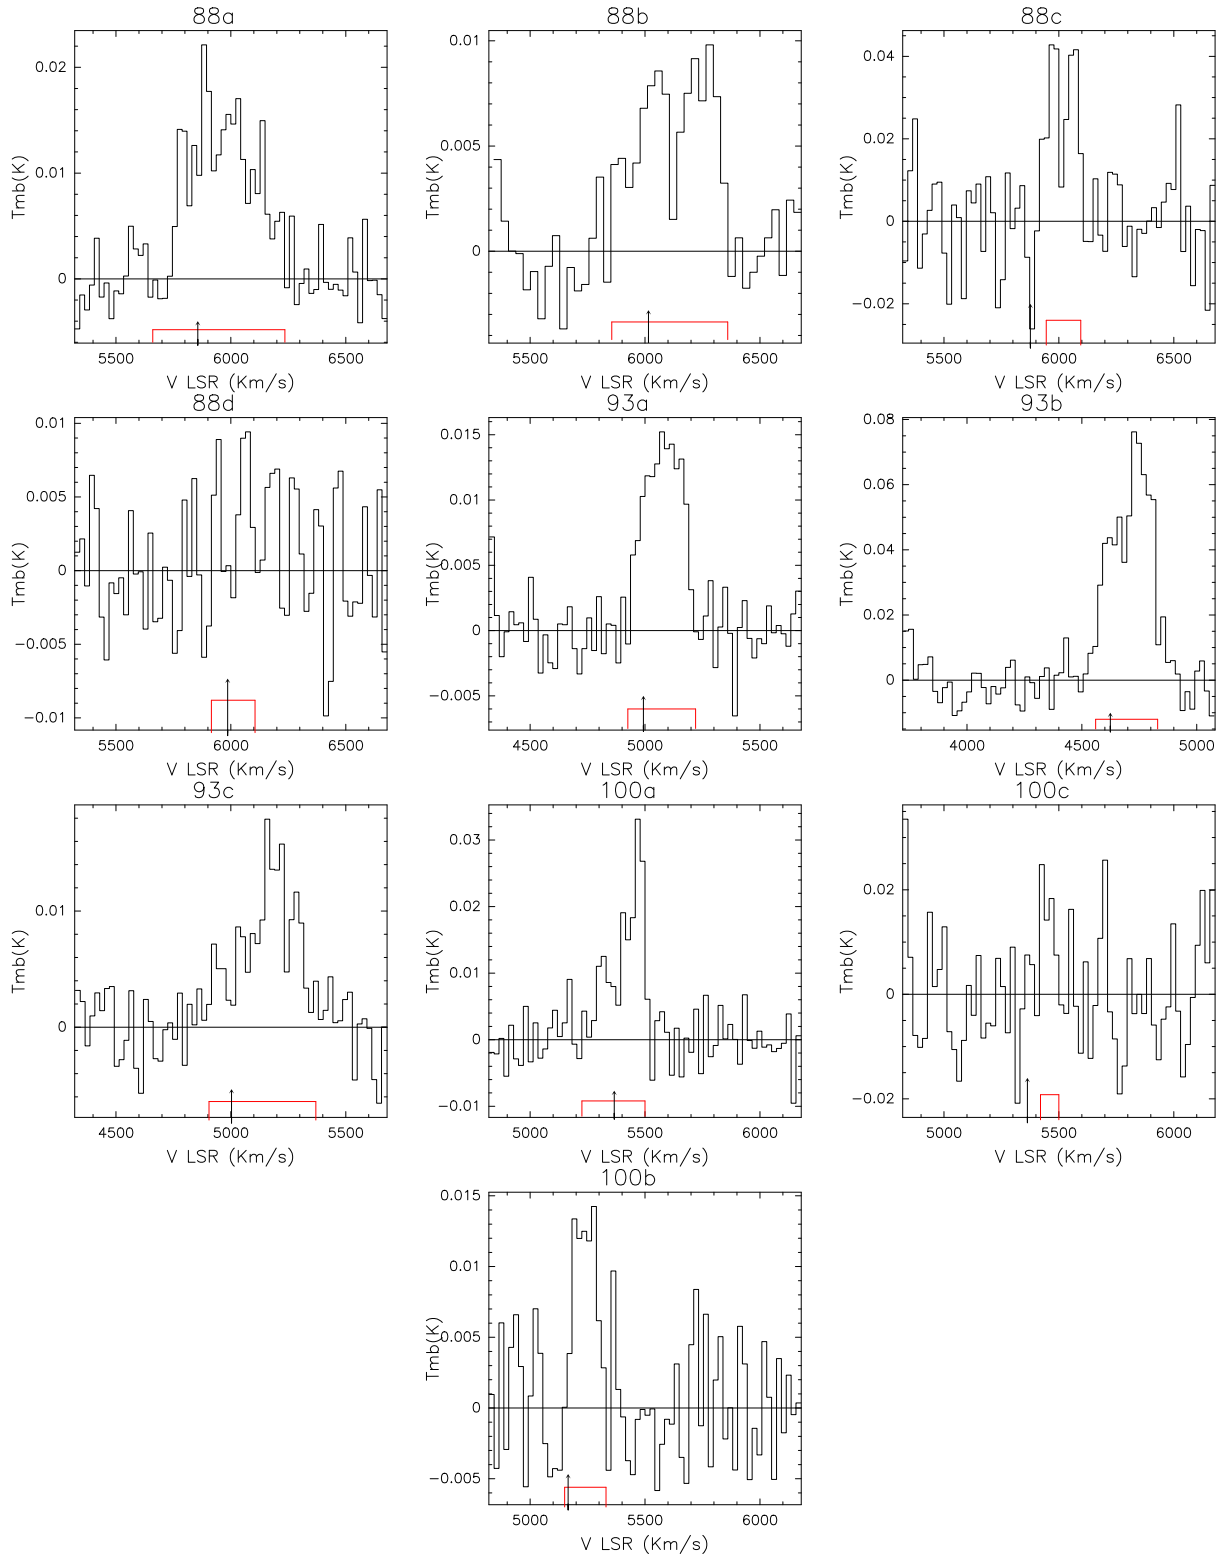 88a
88b
88c
Tmb(K)
0.02
0.01
0
5500 6000 6500
V LSR (Km/s)
Tmb(K)
0.01
0.005
0
5500 6000 6500
V LSR (Km/s)
Tmb(K)
0.04
0.02
0
−0.02
5500 6000 6500
V LSR (Km/s)
88d
93a
93b
Tmb(K)
0.01
0.005
0
−0.005
−0.01
5500 6000 6500
V LSR (Km/s)
Tmb(K)
0.015
0.01
0.005
0
−0.005
4500 5000 5500
V LSR (Km/s)
Tmb(K)
0.08
0.06
0.04
0.02
0
4000 4500 5000
V LSR (Km/s)
93c
100a
100c
Tmb(K)
0.01
0
4500 5000 5500
V LSR (Km/s)
Tmb(K)
0.03
0.02
0.01
0
−0.01
5000 5500 6000
V LSR (Km/s)
Tmb(K)
0.02
0
−0.02
5000 5500 6000
V LSR (Km/s)
100b
Tmb(K)
0.015
0.01
0.005
0
−0.005
5000 5500 6000
V LSR (Km/s)